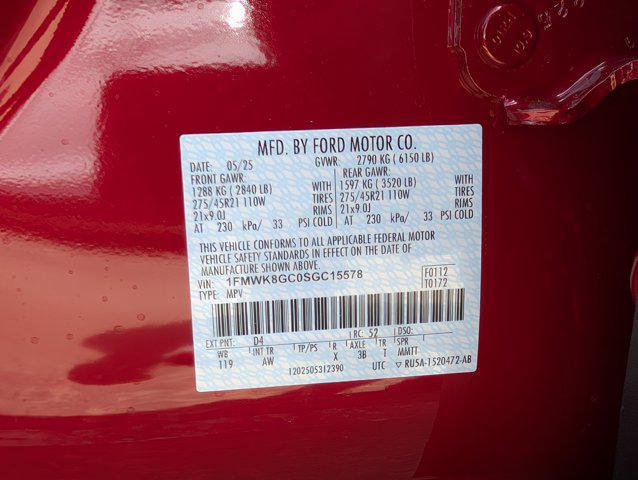 MFD. BY FORD MOTOR CO.
DATE: 05/25 GVWR: 2790 KG ( 6150 LB)
FRONT GAWR: REAR GAWR:
1288 KG ( 2840 LB) WITH 1597 KG ( 3520 LB) WITH
275/45R21 110W TIRES 275/45R21 110W TIRES
21x9.0J RIMS 21x9.0J RIMS
AT 230 kPa/ 33 PSI COLD AT 230 kPa/ 33 PSI COLD
THIS VEHICLE CONFORMS TO ALL APPLICABLE FEDERAL MOTOR
VEHICLE SAFETY STANDARDS IN EFFECT ON THE DATE OF
MANUFACTURE SHOWN ABOVE.
VIN: 1FMWK8GC0SGC15578 F0112
TYPE: MPV T0172
EXT PNT: D4 RC: 52 DSO:
WB INT TR TP/PS R AXLE TR SPR
119 AW X 3B T MMTT
1202505312390 UTC ▽ RU5A-1520472-AB